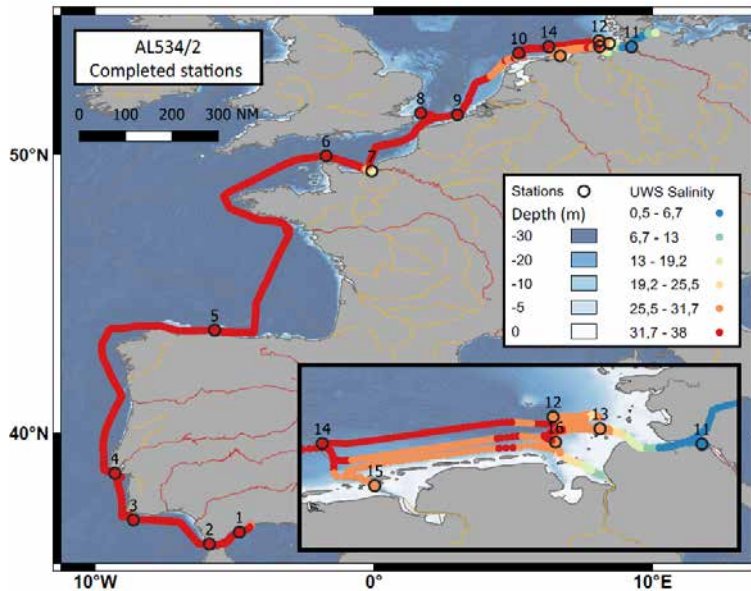 AL534/2
Completed stations
0 100 200 300 NM
50°N
40°N
10°W
0°
10°E
1
2
3
4
5
6
7
8
9
10
14
12
11
Stations
UWS Salinity
Depth (m)
0,5 - 6,7
-30
6,7 - 13
-20
13 - 19,2
-10
19,2 - 25,5
-5
25,5 - 31,7
0
31,7 - 38
12
14
13
16
11
15